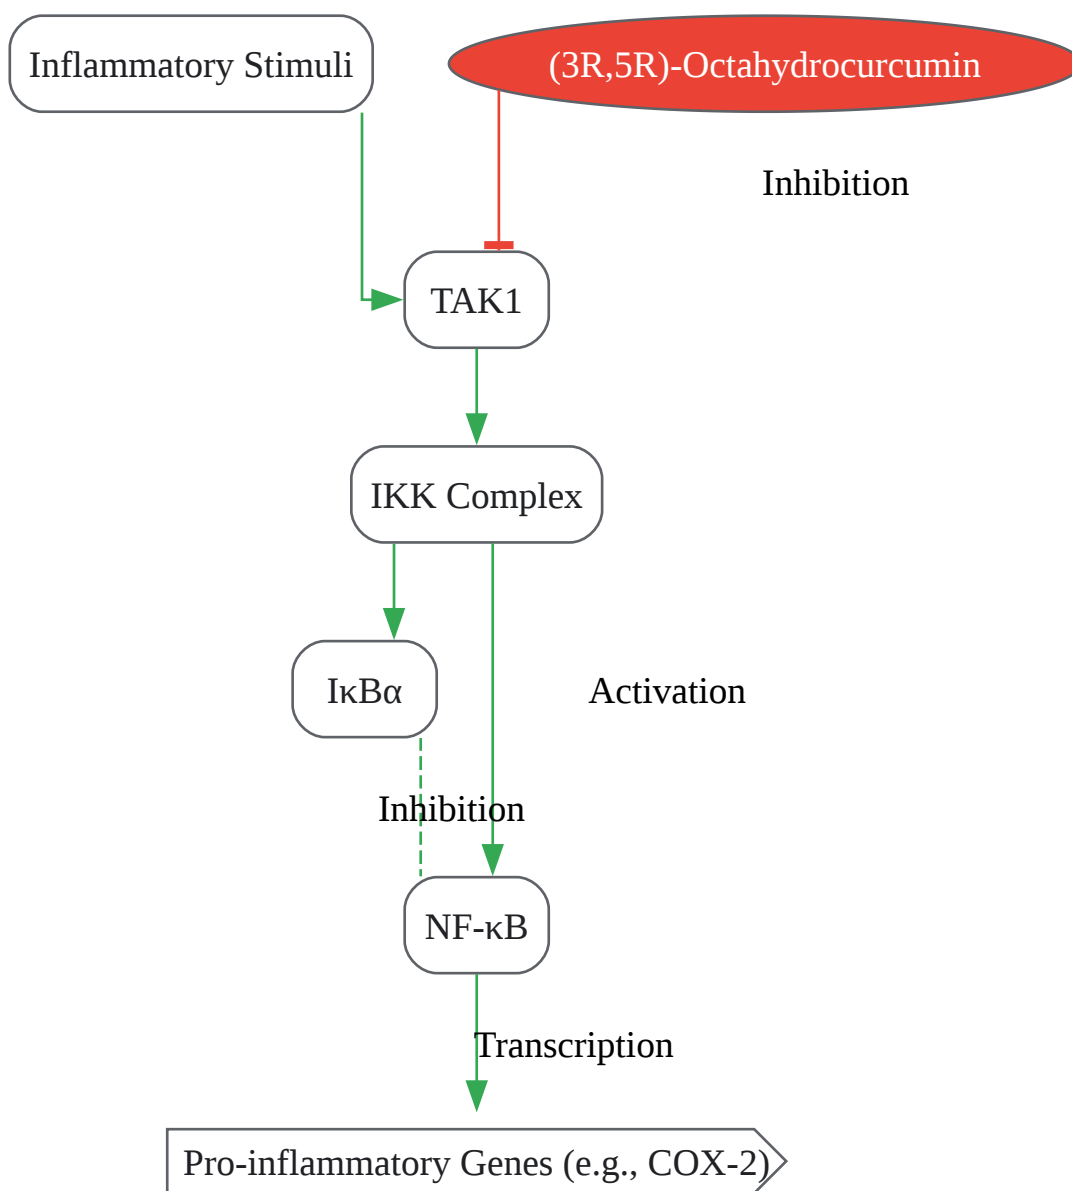 Inflammatory Stimuli
(3R,5R)-Octahydrocurcumin
Inhibition
TAK1
IKK Complex
IκBα
Activation
Inhibition
NF-κB
Transcription
Pro-inflammatory Genes (e.g., COX-2)